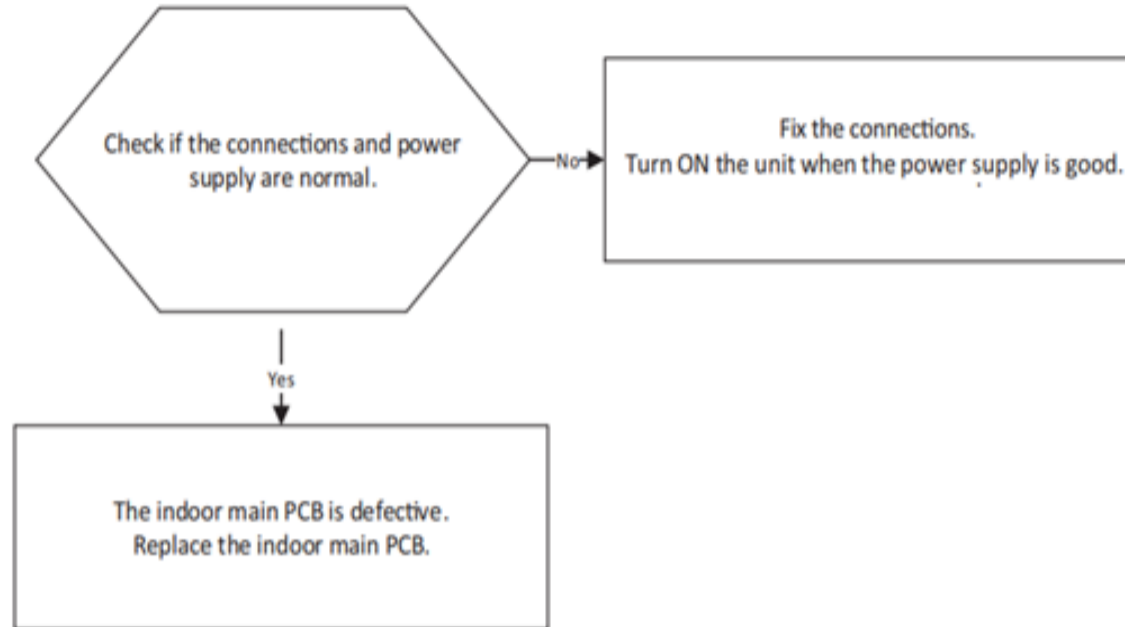 Check if the connections and power
supply are normal.
No
Fix the connections.
Turn ON the unit when the power supply is good.
Yes
The indoor main PCB is defective.
Replace the indoor main PCB.